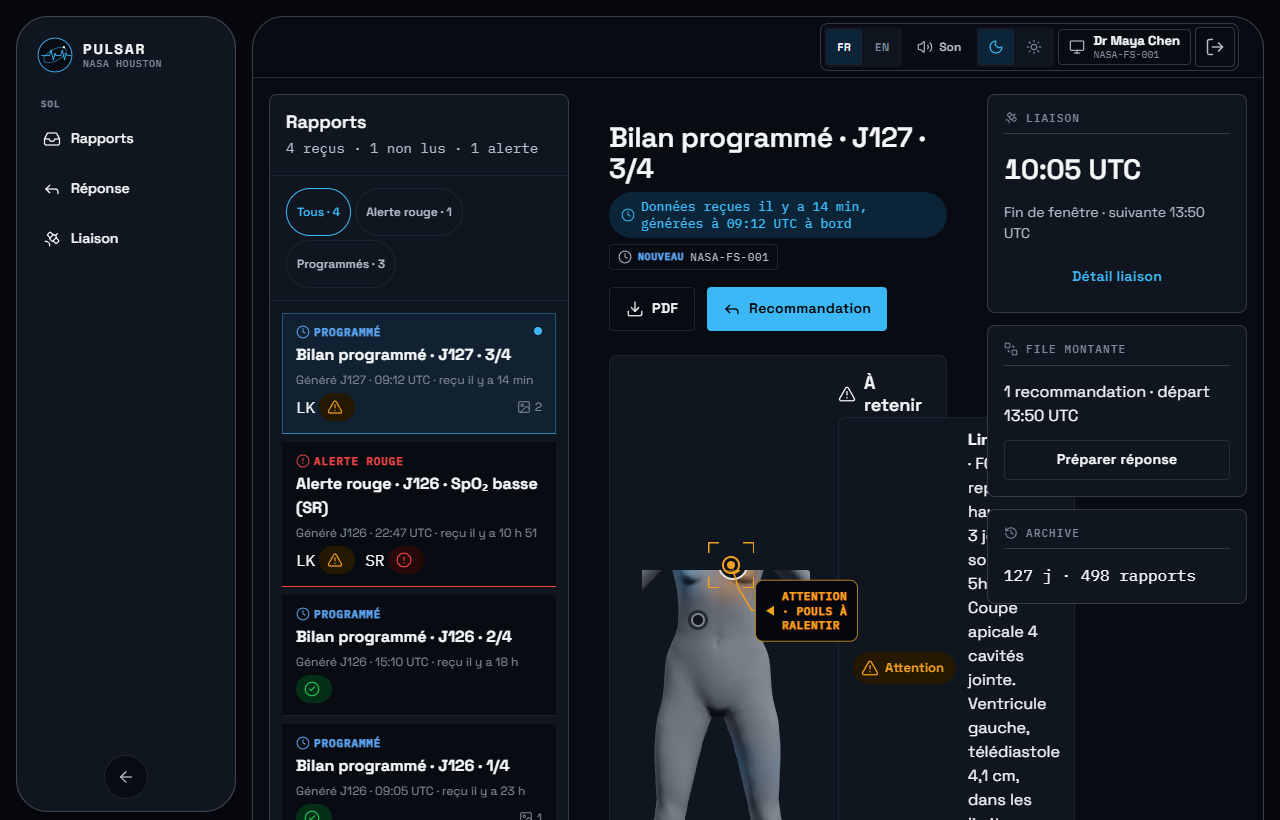 PULSAR
NASA HOUSTON
SOL
Rapports
Réponse
Liaison
FR
EN
Son
Dr Maya Chen
NASA-FS-001
Rapports
4 reçus · 1 non lus · 1 alerte
Tous · 4
Alerte rouge · 1
Programmés · 3
PROGRAMMÉ
Bilan programmé · J127 · 3/4
Généré J127 · 09:12 UTC · reçu il y a 14 min
LK
2
ALERTE ROUGE
Alerte rouge · J126 · SpO₂ basse
(SR)
Généré J126 · 22:47 UTC · reçu il y a 10 h 51
LK
SR
PROGRAMMÉ
Bilan programmé · J126 · 2/4
Généré J126 · 15:10 UTC · reçu il y a 18 h
PROGRAMMÉ
Bilan programmé · J126 · 1/4
Généré J126 · 09:05 UTC · reçu il y a 23 h
1
Bilan programmé · J127 ·
3/4
Données reçues il y a 14 min,
générées à 09:12 UTC à bord
NOUVEAU NASA-FS-001
PDF
Recommandation
À
retenir
ATTENTION
· POULS À
RALENTIR
Attention
3 j
5h
Coupe
apicale 4
cavités
jointe.
Ventricule
gauche,
télédiastole
4,1 cm,
dans les
LIAISON
10:05 UTC
Fin de fenêtre · suivante 13:50
UTC
Détail liaison
FILE MONTANTE
1 recommandation · départ
13:50 UTC
Préparer réponse
ARCHIVE
127 j · 498 rapports